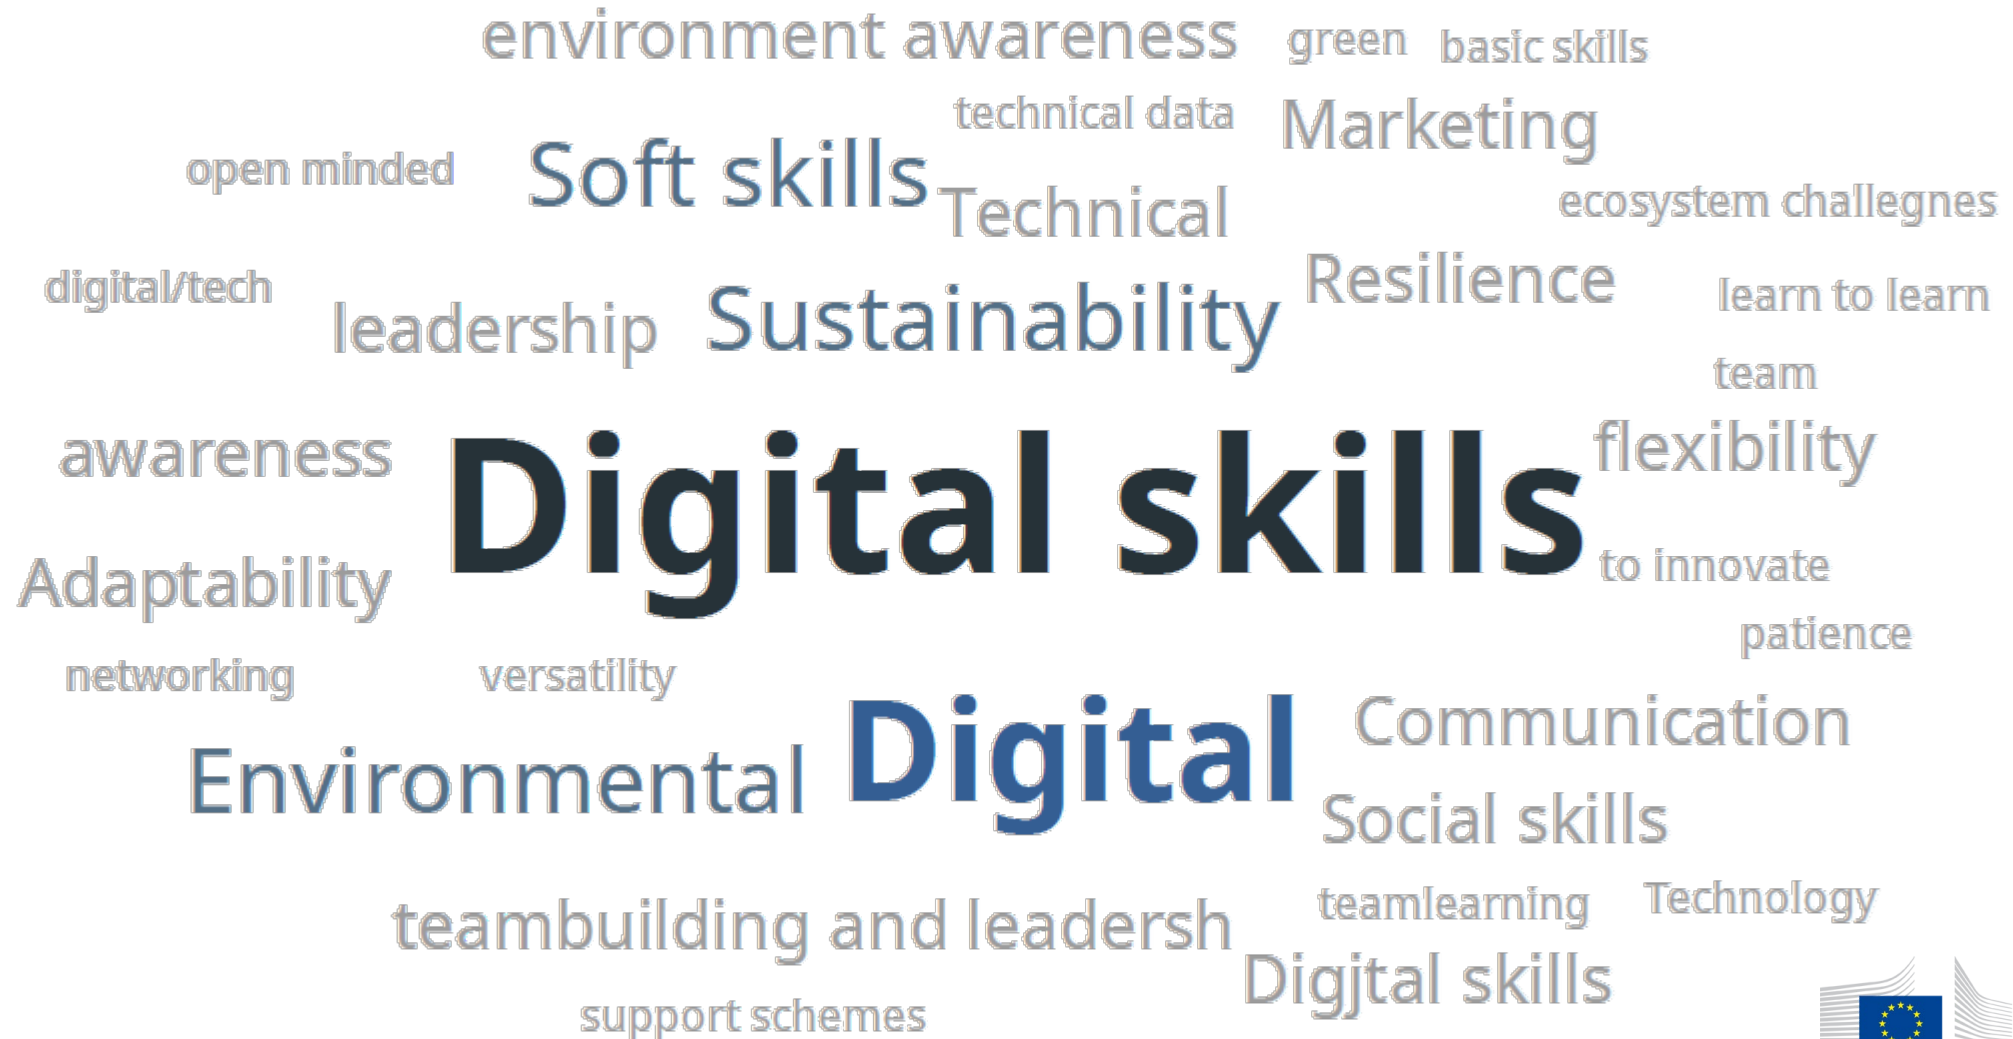 environment awareness
green
basic skills
technical data
Marketing
open minded
Soft skills
Technical
ecosystem challegnes
digital/tech
leadership
Sustainability
Resilience
learn to learn
team
awareness
Digital skills
flexibility
Adaptability
to innovate
patience
networking
versatility
Environmental
Digital
Communication
Social skills
teambuilding and leadersh
teamlearning
Technology
Digjtal skills
support schemes